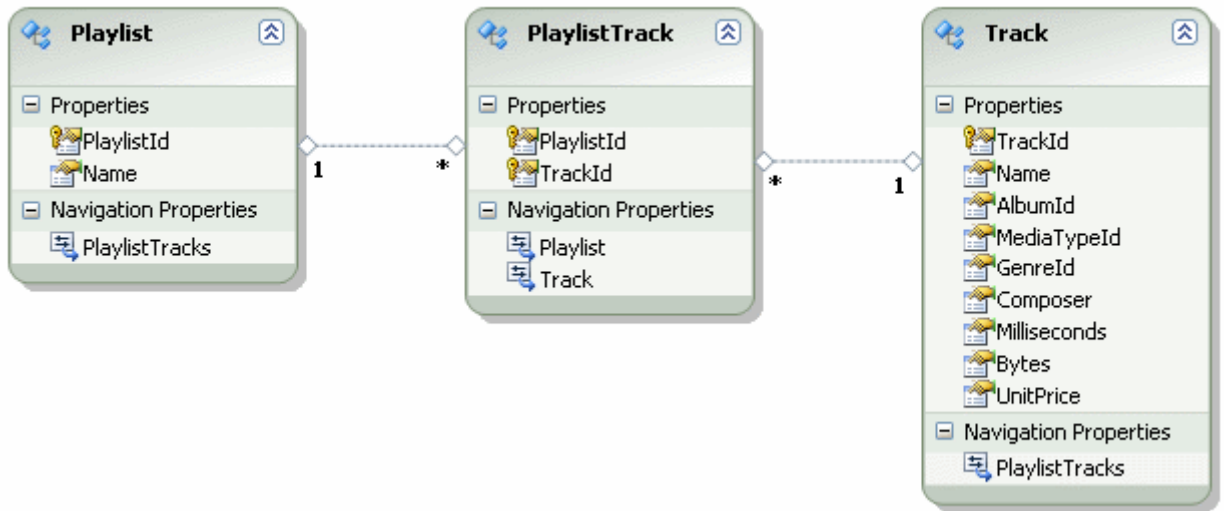 Playlist
Properties
PlaylistId
Name
Navigation Properties
PlaylistTracks
1
*
PlaylistTrack
Properties
PlaylistId
TrackId
Navigation Properties
Playlist
Track
*
1
Track
Properties
TrackId
Name
AlbumId
MediaTypeId
GenreId
Composer
Milliseconds
Bytes
UnitPrice
Navigation Properties
PlaylistTracks